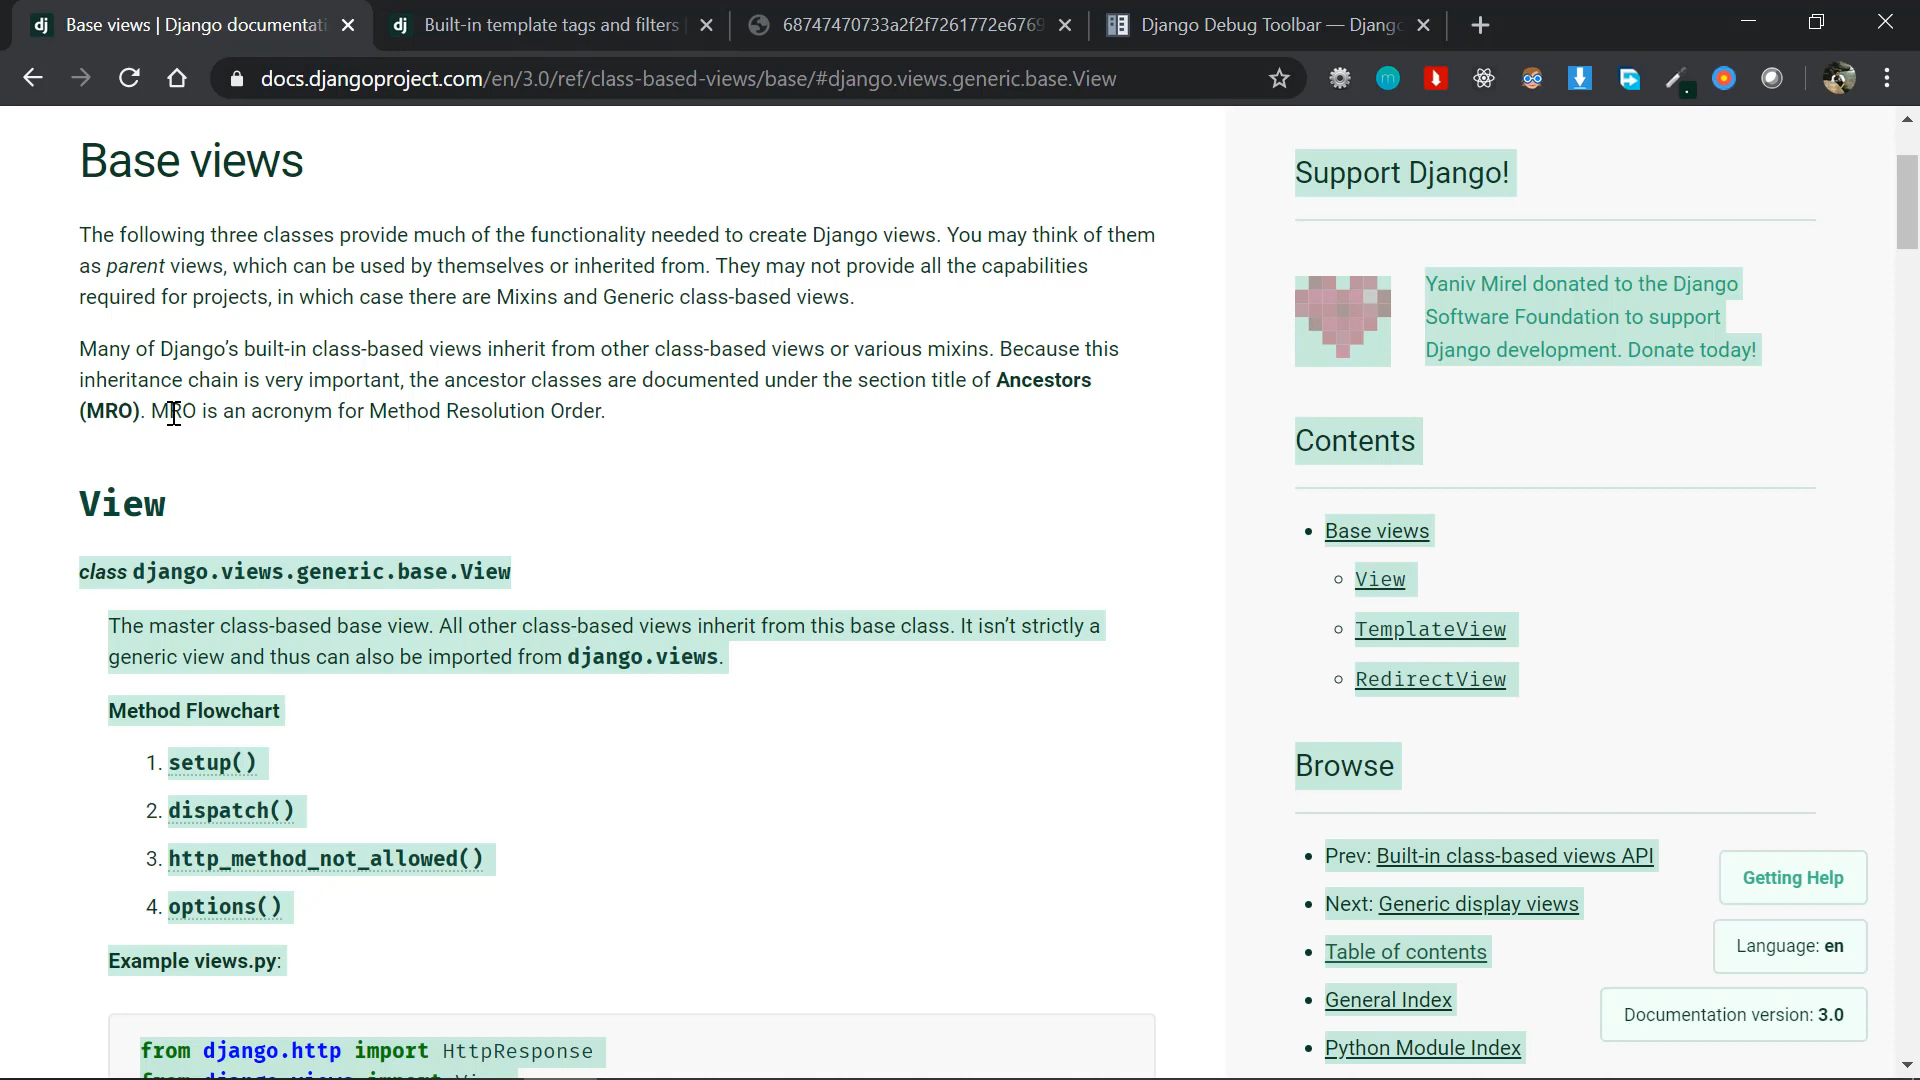 Base views | Django documentati
Built-in template tags and filters
68747470733a2f2f7261772e6769
Django Debug Toolbar — Djang
docs.djangoproject.com/en/3.0/ref/class-based-views/base/#django.views.generic.base.View
Base views
The following three classes provide much of the functionality needed to create Django views. You may think of them
as parent views, which can be used by themselves or inherited from. They may not provide all the capabilities
required for projects, in which case there are Mixins and Generic class-based views.
Many of Django’s built-in class-based views inherit from other class-based views or various mixins. Because this
inheritance chain is very important, the ancestor classes are documented under the section title of Ancestors
(MRO). MRO is an acronym for Method Resolution Order.
View
class django.views.generic.base.View
The master class-based base view. All other class-based views inherit from this base class. It isn’t strictly a
generic view and thus can also be imported from django.views.
Method Flowchart
1. setup()
2. dispatch()
3. http_method_not_allowed()
4. options()
Example views.py:
from django.http import HttpResponse
Support Django!
Yaniv Mirel donated to the Django
Software Foundation to support
Django development. Donate today!
Contents
Base views
View
TemplateView
RedirectView
Browse
Prev: Built-in class-based views API
Next: Generic display views
Table of contents
General Index
Python Module Index
Getting Help
Language: en
Documentation version: 3.0